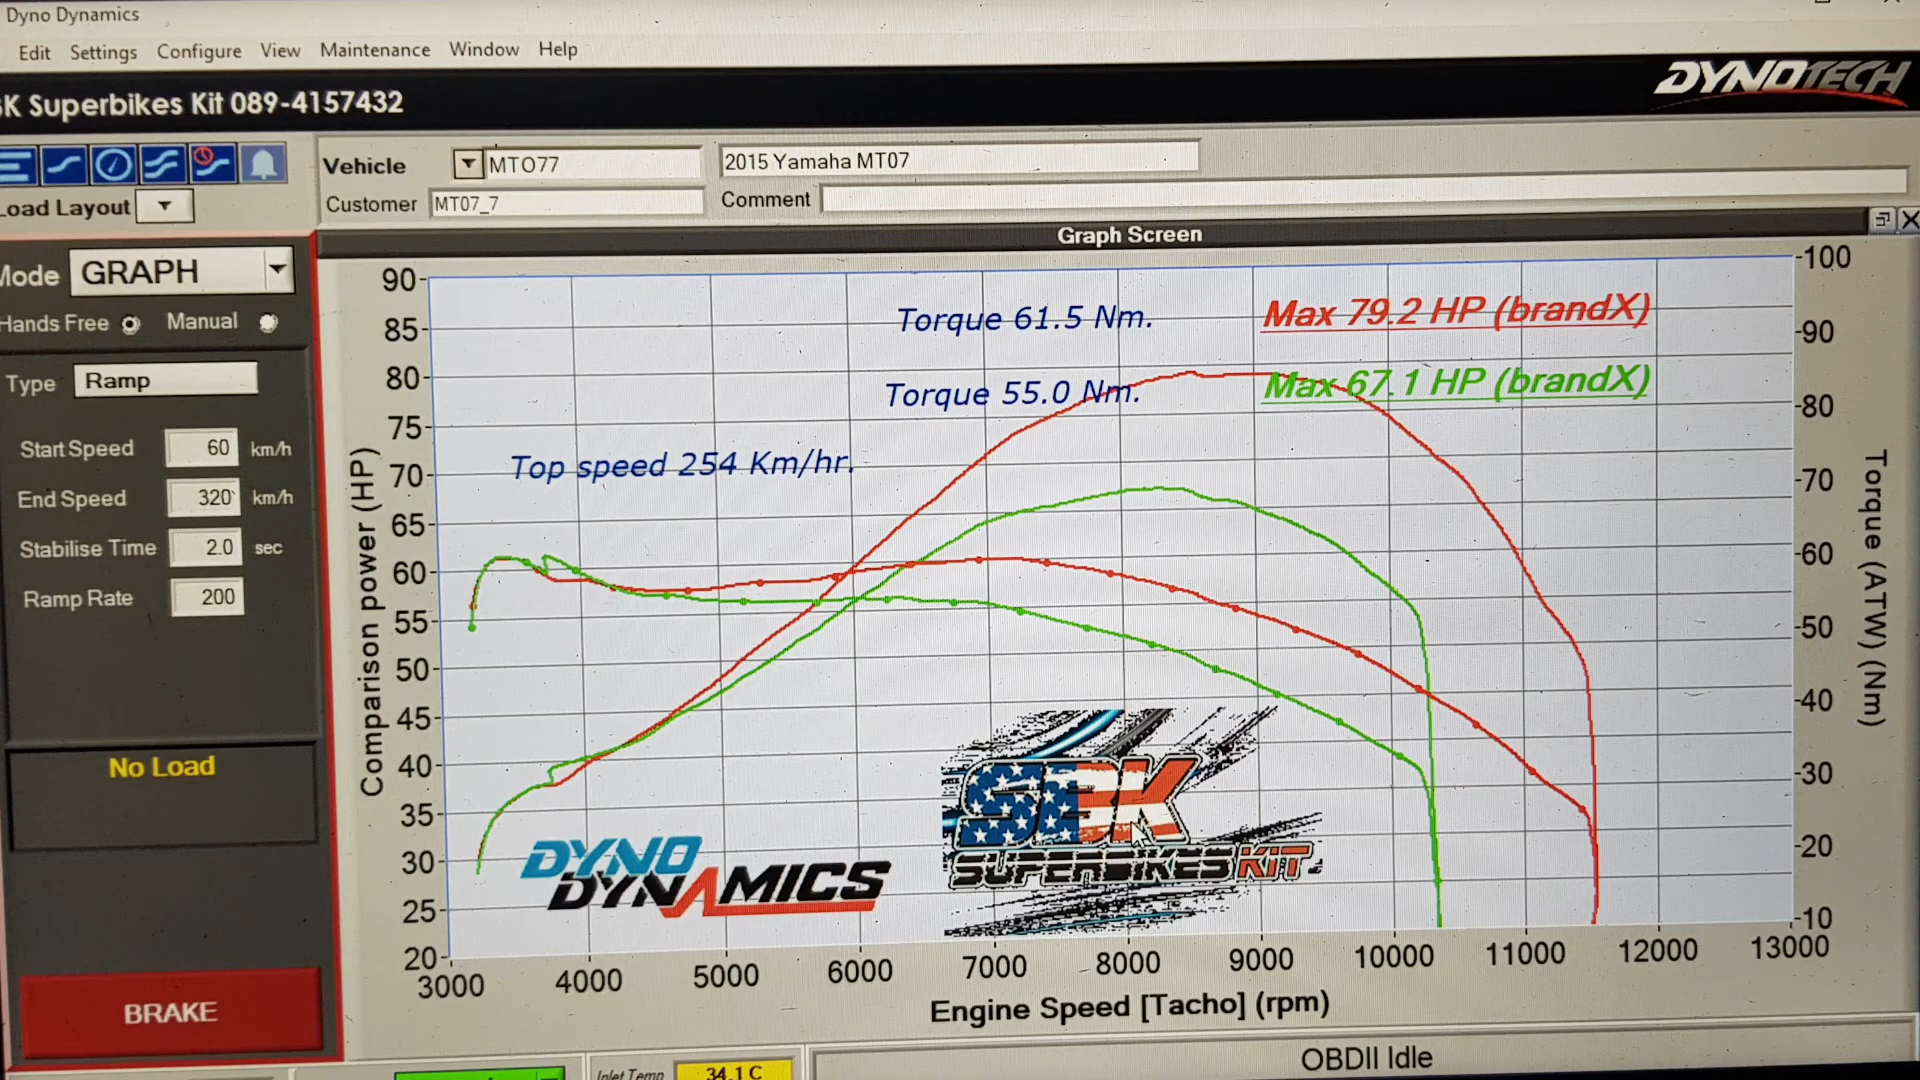 Dyno Dynamics
Edit Settings Configure View Maintenance Window Help
K Superbikes Kit 089-4157432
DYNOTECH
Vehicle MTO77 2015 Yamaha MT07
Load Layout
Customer MT07_7 Comment
Graph Screen
Mode GRAPH
Hands Free Manual
Type Ramp
Start Speed 60 km/h
End Speed 320 km/h
Stabilise Time 2.0 sec
Ramp Rate 200
No Load
BRAKE
Comparison power (HP)
90
85
80
75
70
65
60
55
50
45
40
35
30
25
20
Torque 61.5 Nm. Max 79.2 HP (brandX)
Torque 55.0 Nm. Max 67.1 HP (brandX)
Top speed 254 Km/hr.
DYNO
DYNAMICS
SBK
SUPERBIKES KIT
100
90
80
70
60
50
40
30
20
10
Torque (ATW) (Nm)
3000 4000 5000 6000 7000 8000 9000 10000 11000 12000 13000
Engine Speed [Tacho] (rpm)
Inlet Temp 34.1 C
OBDII Idle